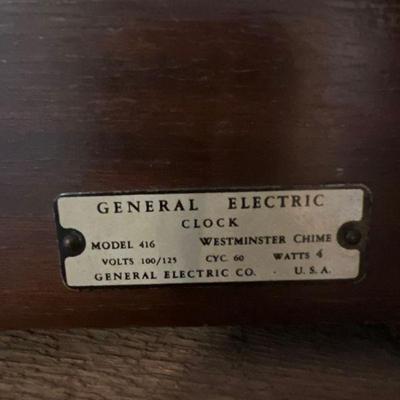 GENERAL ELECTRIC
CLOCK
MODEL 416 WESTMINSTER CHIME
VOLTS 100/125 CYC. 60 WATTS 4
GENERAL ELECTRIC CO. · U. S. A.